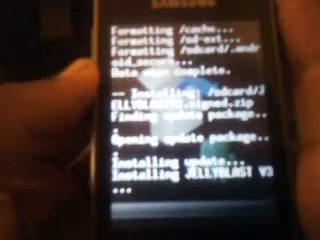 SAMSUNG
Formatting /cache...
Formatting /sd-ext...
Formatting /sdcard/.andr
oid_secure...
Data wipe complete.
-- Installing: /sdcard/J
ELLYBLASTV3.signed.zip
Finding update package..
.
Opening update package..
.
Installing update...
Installing JELLYBLAST V3
...